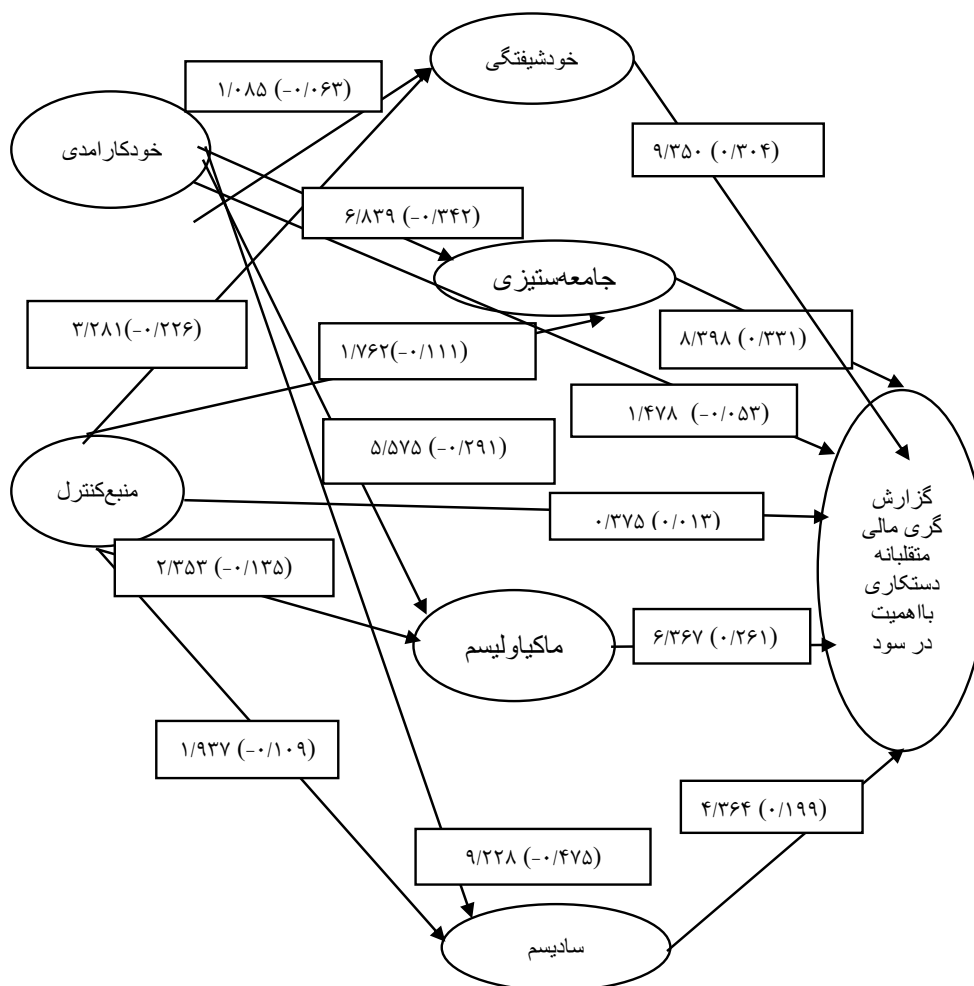 خودشیفتگی
۱/۰۸۵ (-۰/۰۶۳)
خودکارامدی
۹/۳۵۰ (۰/۳۰۴)
۶/۸۳۹ (-۰/۳۴۲)
جامعه‌ستیزی
۳/۲۸۱(-۰/۲۲۶)
۱/۷۶۲(-۰/۱۱۱)
۸/۳۹۸ (۰/۳۳۱)
۱/۴۷۸ (-۰/۰۵۳)
۵/۵۷۵ (-۰/۲۹۱)
منبع‌کنترل
گزارش
گری مالی
متقلبانه
دستکاری
بااهمیت
در سود
۰/۳۷۵ (۰/۰۱۳)
۲/۳۵۳ (-۰/۱۳۵)
ماکیاولیسم
۶/۳۶۷ (۰/۲۶۱)
۱/۹۳۷ (-۰/۱۰۹)
۴/۳۶۴ (۰/۱۹۹)
۹/۲۲۸ (-۰/۴۷۵)
سادیسم